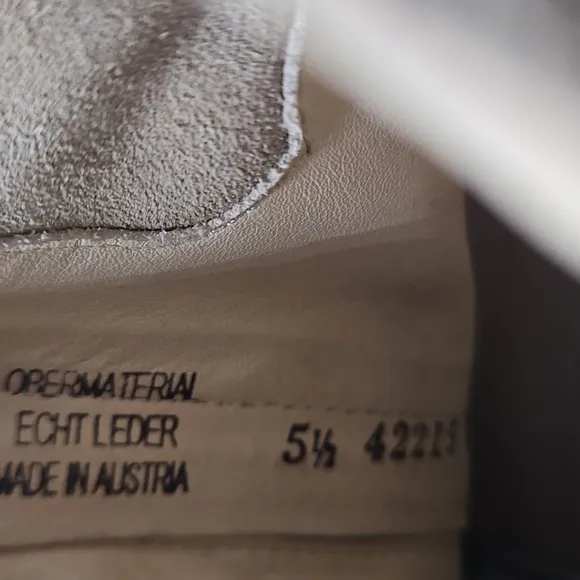 OBERMATERIAL
ECHT LEDER
MADE IN AUSTRIA
5½ 42215